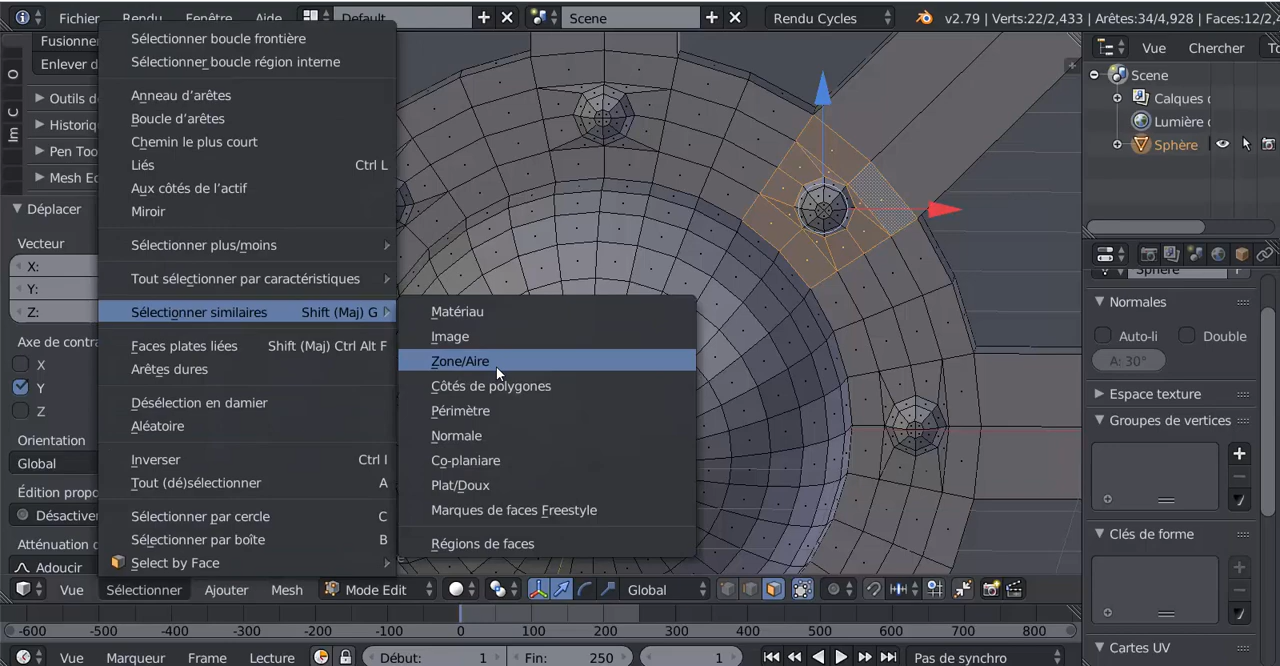 Fichier Rendu Fenêtre Aide Default Scene Rendu Cycles v2.79 | Verts:22/2,433 | Arêtes:34/4,928 | Faces:12/2,4
Fusionner
Enlever d
O
C
Im
Outils d
Historiq
Pen Too
Mesh Ed
Déplacer
Vecteur
X:
Y:
Z:
Axe de contra
X
Y
Z
Orientation
Global
Édition propo
Désactiver
Atténuation d
Adoucir
Sélectionner boucle frontière
Sélectionner boucle région interne
Anneau d’arêtes
Boucle d’arêtes
Chemin le plus court
Liés Ctrl L
Aux côtés de l’actif
Miroir
Sélectionner plus/moins
Tout sélectionner par caractéristiques
Sélectionner similaires Shift (Maj) G
Faces plates liées Shift (Maj) Ctrl Alt F
Arêtes dures
Désélection en damier
Aléatoire
Inverser Ctrl I
Tout (dé)sélectionner A
Sélectionner par cercle C
Sélectionner par boîte B
Select by Face
Matériau
Image
Zone/Aire
Côtés de polygones
Périmètre
Normale
Co-planiare
Plat/Doux
Marques de faces Freestyle
Régions de faces
Vue Chercher To
Scene
Calques d
Lumière d
Sphère
Sphère F
Normales
Auto-li Double
A: 30°
Espace texture
Groupes de vertices
Clés de forme
Cartes UV
Vue Sélectionner Ajouter Mesh Mode Edit Global
-600 -500 -400 -300 -200 -100 0 100 200 300 400 500 600 700 800
Vue Marqueur Frame Lecture Début: 1 Fin: 250 1 Pas de synchro